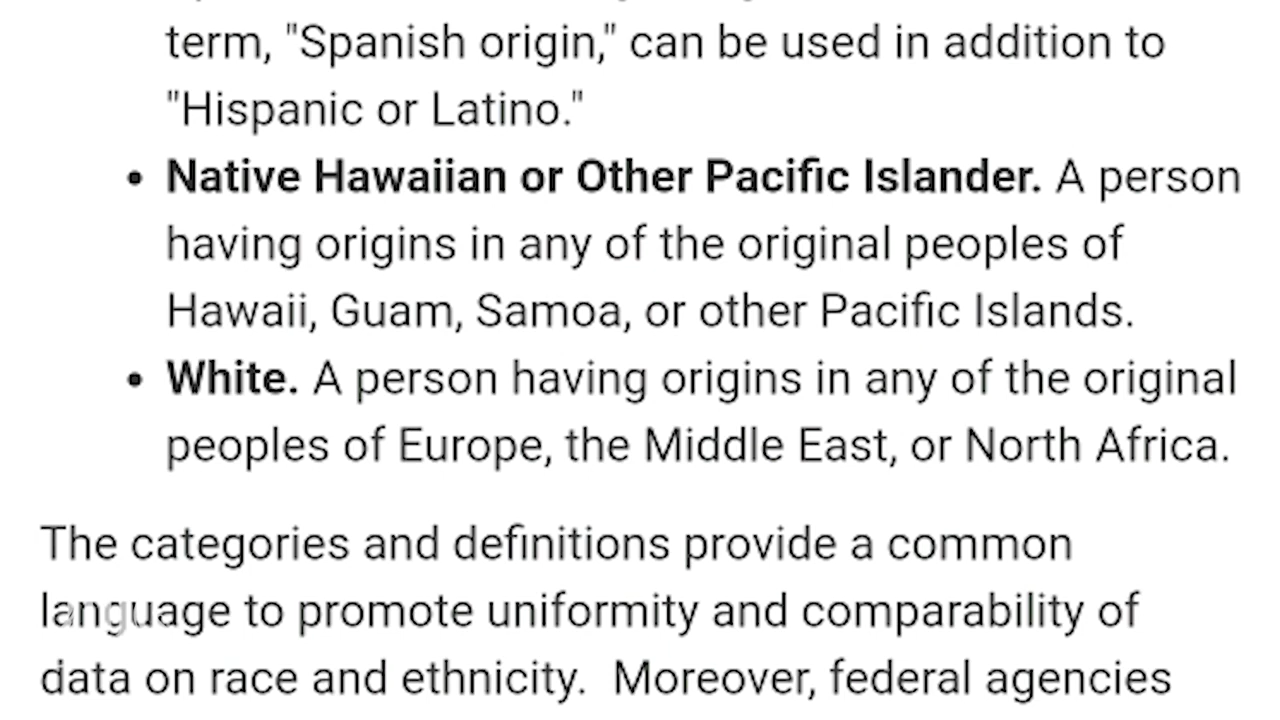 term, "Spanish origin," can be used in addition to
"Hispanic or Latino."
• Native Hawaiian or Other Pacific Islander. A person
having origins in any of the original peoples of
Hawaii, Guam, Samoa, or other Pacific Islands.
• White. A person having origins in any of the original
peoples of Europe, the Middle East, or North Africa.
The categories and definitions provide a common
language to promote uniformity and comparability of
data on race and ethnicity.  Moreover, federal agencies